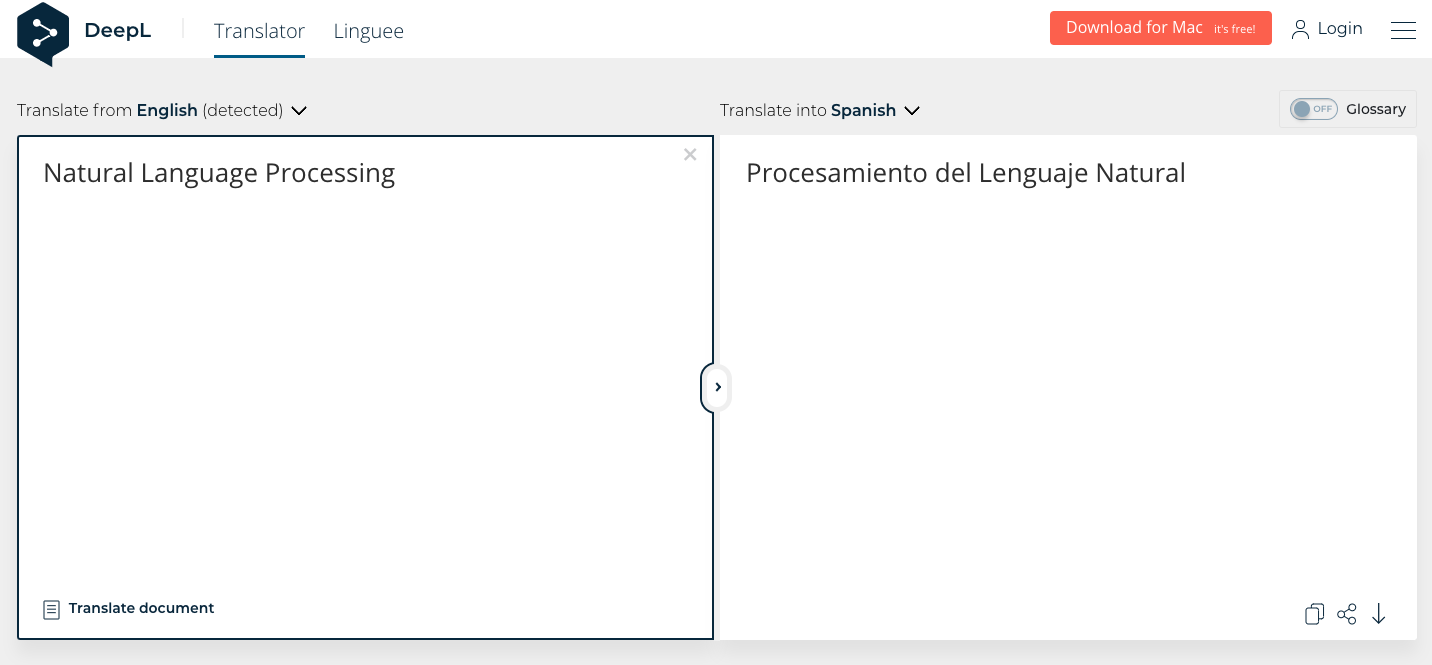 DeepL
Translator
Linguee
Download for Mac it's free!
Login
Translate from English (detected)
Translate into Spanish
OFF
Glossary
Natural Language Processing
Procesamiento del Lenguaje Natural
Translate document